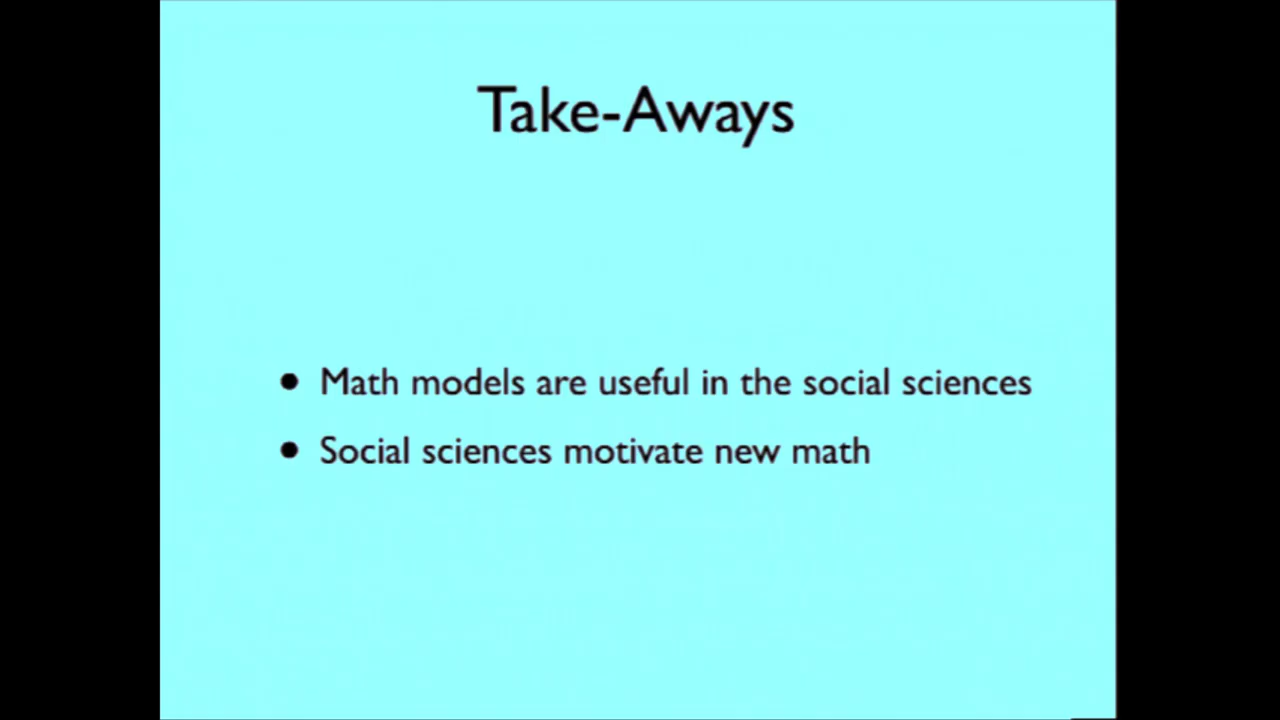 Take-Aways
• Math models are useful in the social sciences
• Social sciences motivate new math